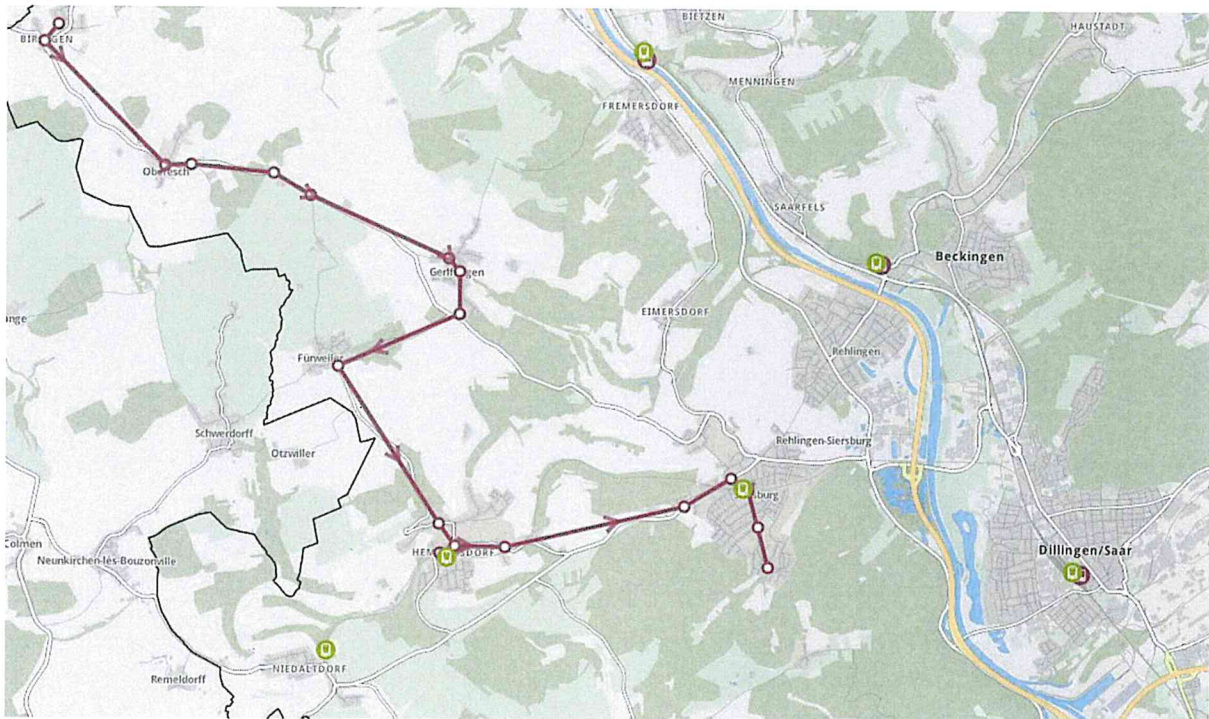 BIETZEN
HAUSTADT
MENNINGEN
FREMERSDORF
Oberesch
SAARFELS
Beckingen
EIMERSDORF
Fürweiler
Rehlingen
Schwerdorff
Otzwiller
Rehlingen-Siersburg
Colmen
Neunkirchen-lès-Bouzonville
Dillingen/Saar
NIEDALTDORF
Remeldorff